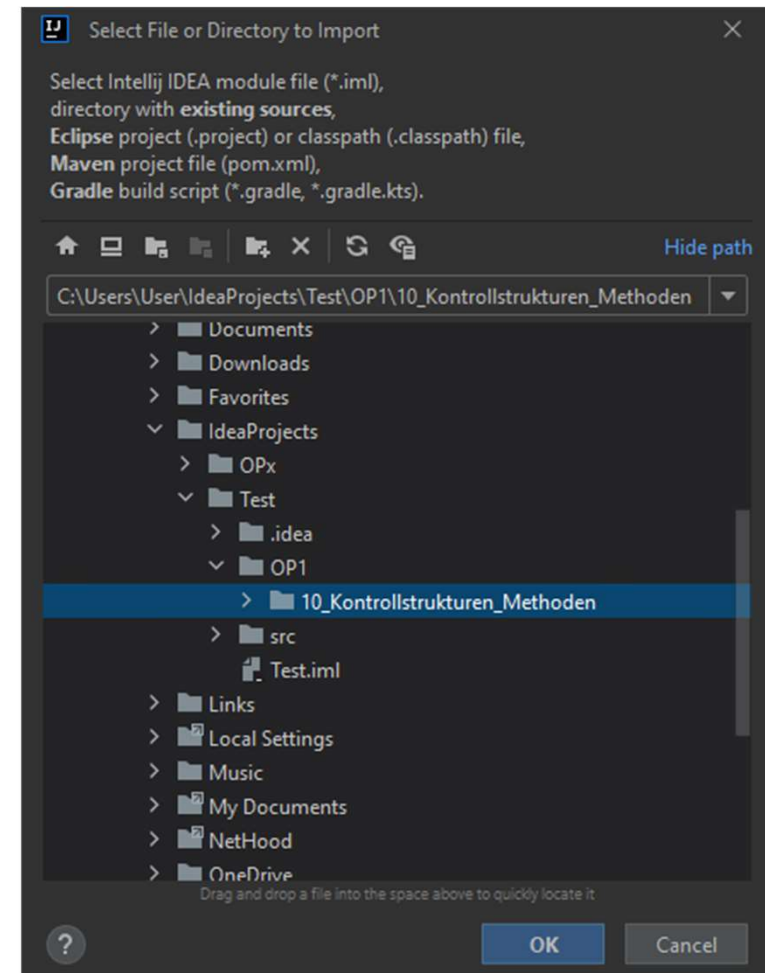 IJ Select File or Directory to Import
Select Intellij IDEA module file (*.iml),
directory with existing sources,
Eclipse project (.project) or classpath (.classpath) file,
Maven project file (pom.xml),
Gradle build script (*.gradle, *.gradle.kts).
Hide path
C:\Users\User\IdeaProjects\Test\OP1\10_Kontrollstrukturen_Methoden
Documents
Downloads
Favorites
IdeaProjects
OPx
Test
.idea
OP1
10_Kontrollstrukturen_Methoden
src
Test.iml
Links
Local Settings
Music
My Documents
NetHood
OneDrive
Drag and drop a file into the space above to quickly locate it
? OK Cancel